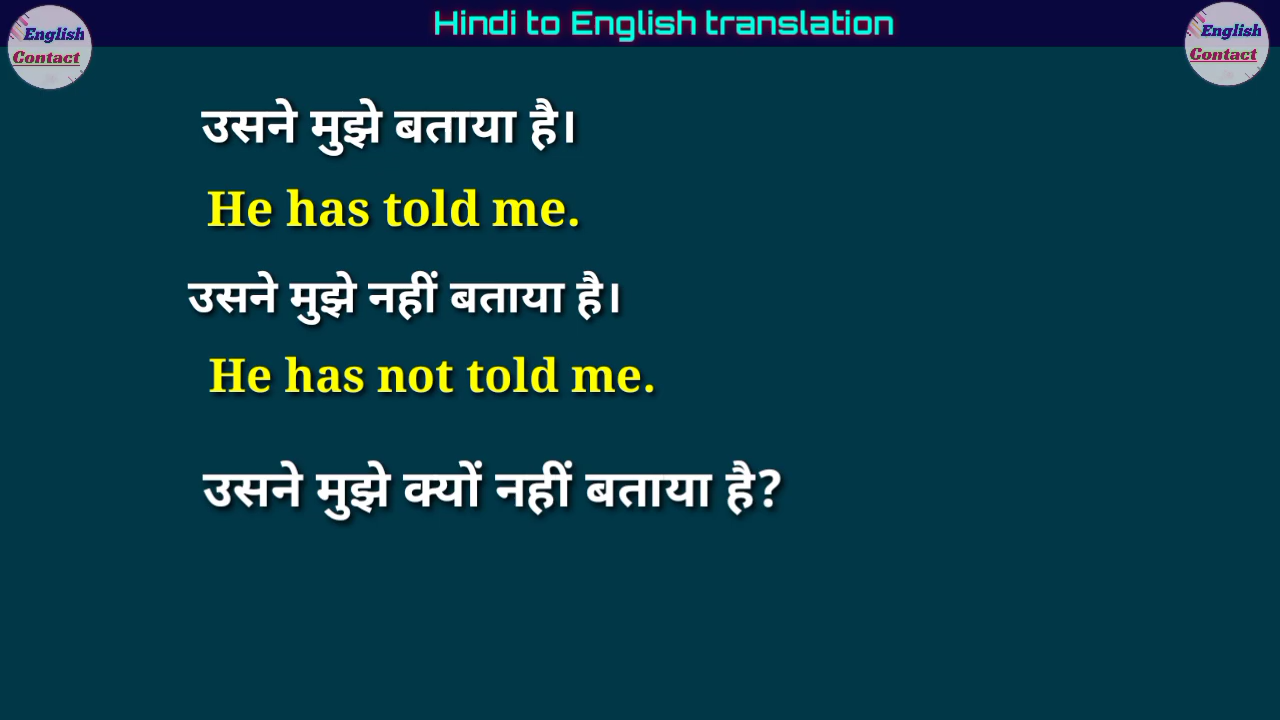 Hindi to English translation
English
Contact
English
Contact
उसने मुझे बताया है।
He has told me.
उसने मुझे नहीं बताया है।
He has not told me.
उसने मुझे क्यों नहीं बताया है?